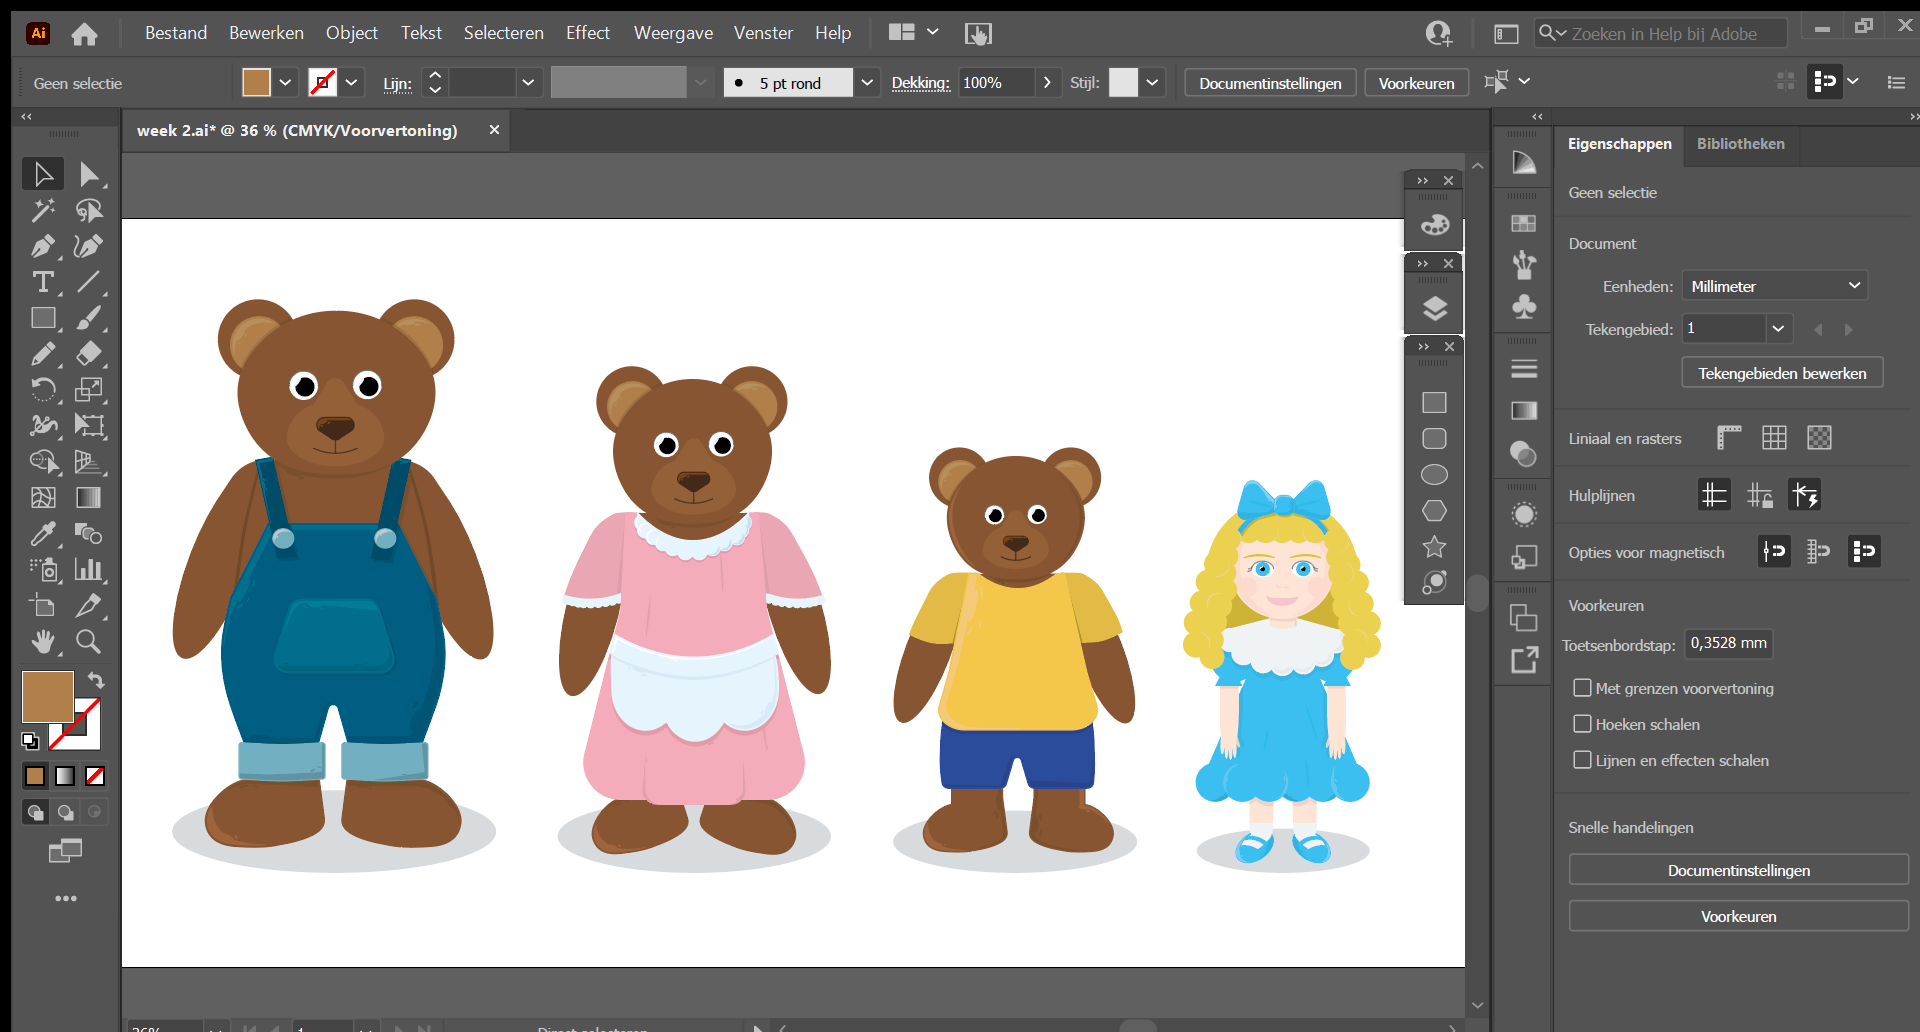 Ai
Bestand Bewerken Object Tekst Selecteren Effect Weergave Venster Help
Zoeken in Help bij Adobe
Geen selectie
Lijn:
5 pt rond
Dekking: 100%
Stijl:
Documentinstellingen
Voorkeuren
week 2.ai* @ 36 % (CMYK/Voorvertoning)
Eigenschappen Bibliotheken
Geen selectie
Document
Eenheden: Millimeter
Tekengebied: 1
Tekengebieden bewerken
Liniaal en rasters
Hulplijnen
Opties voor magnetisch
Voorkeuren
Toetsenbordstap: 0,3528 mm
Met grenzen voorvertoning
Hoeken schalen
Lijnen en effecten schalen
Snelle handelingen
Documentinstellingen
Voorkeuren
36% 1 Direct selecteren